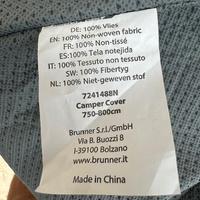 DE: 100% Vlies
EN: 100% Non-woven fabric
FR: 100% Non-tissé
ES:100% Tela notejida
IT: 100% Tessuto non tessuto
SW: 100% Fibertyg
NL: 100% Niet-geweven stof
7241488N
Camper Cover
750-800cm
Brunner S.r.l./GmbH
Via B. Buozzi 8
I-39100 Bolzano
www.brunner.it
Made in China